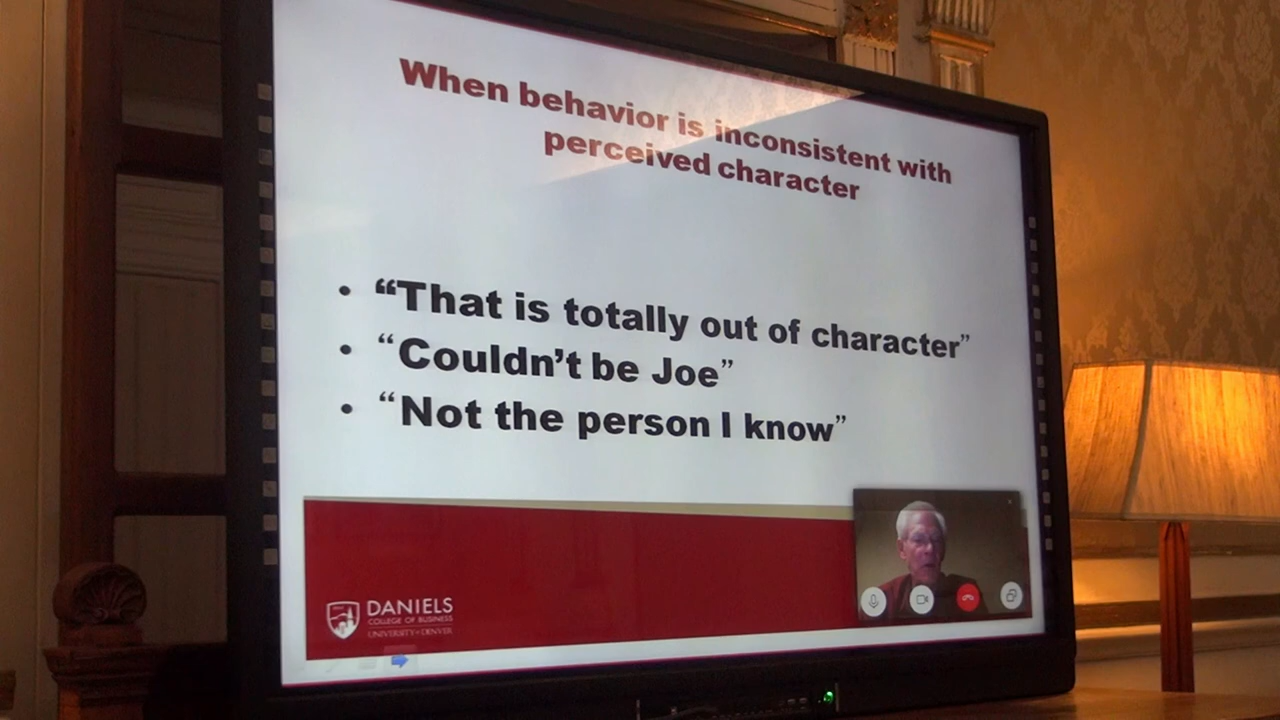 When behavior is inconsistent with
perceived character
• “That is totally out of character”
• “Couldn’t be Joe”
• “Not the person I know”
DANIELS
COLLEGE OF BUSINESS
UNIVERSITY OF DENVER